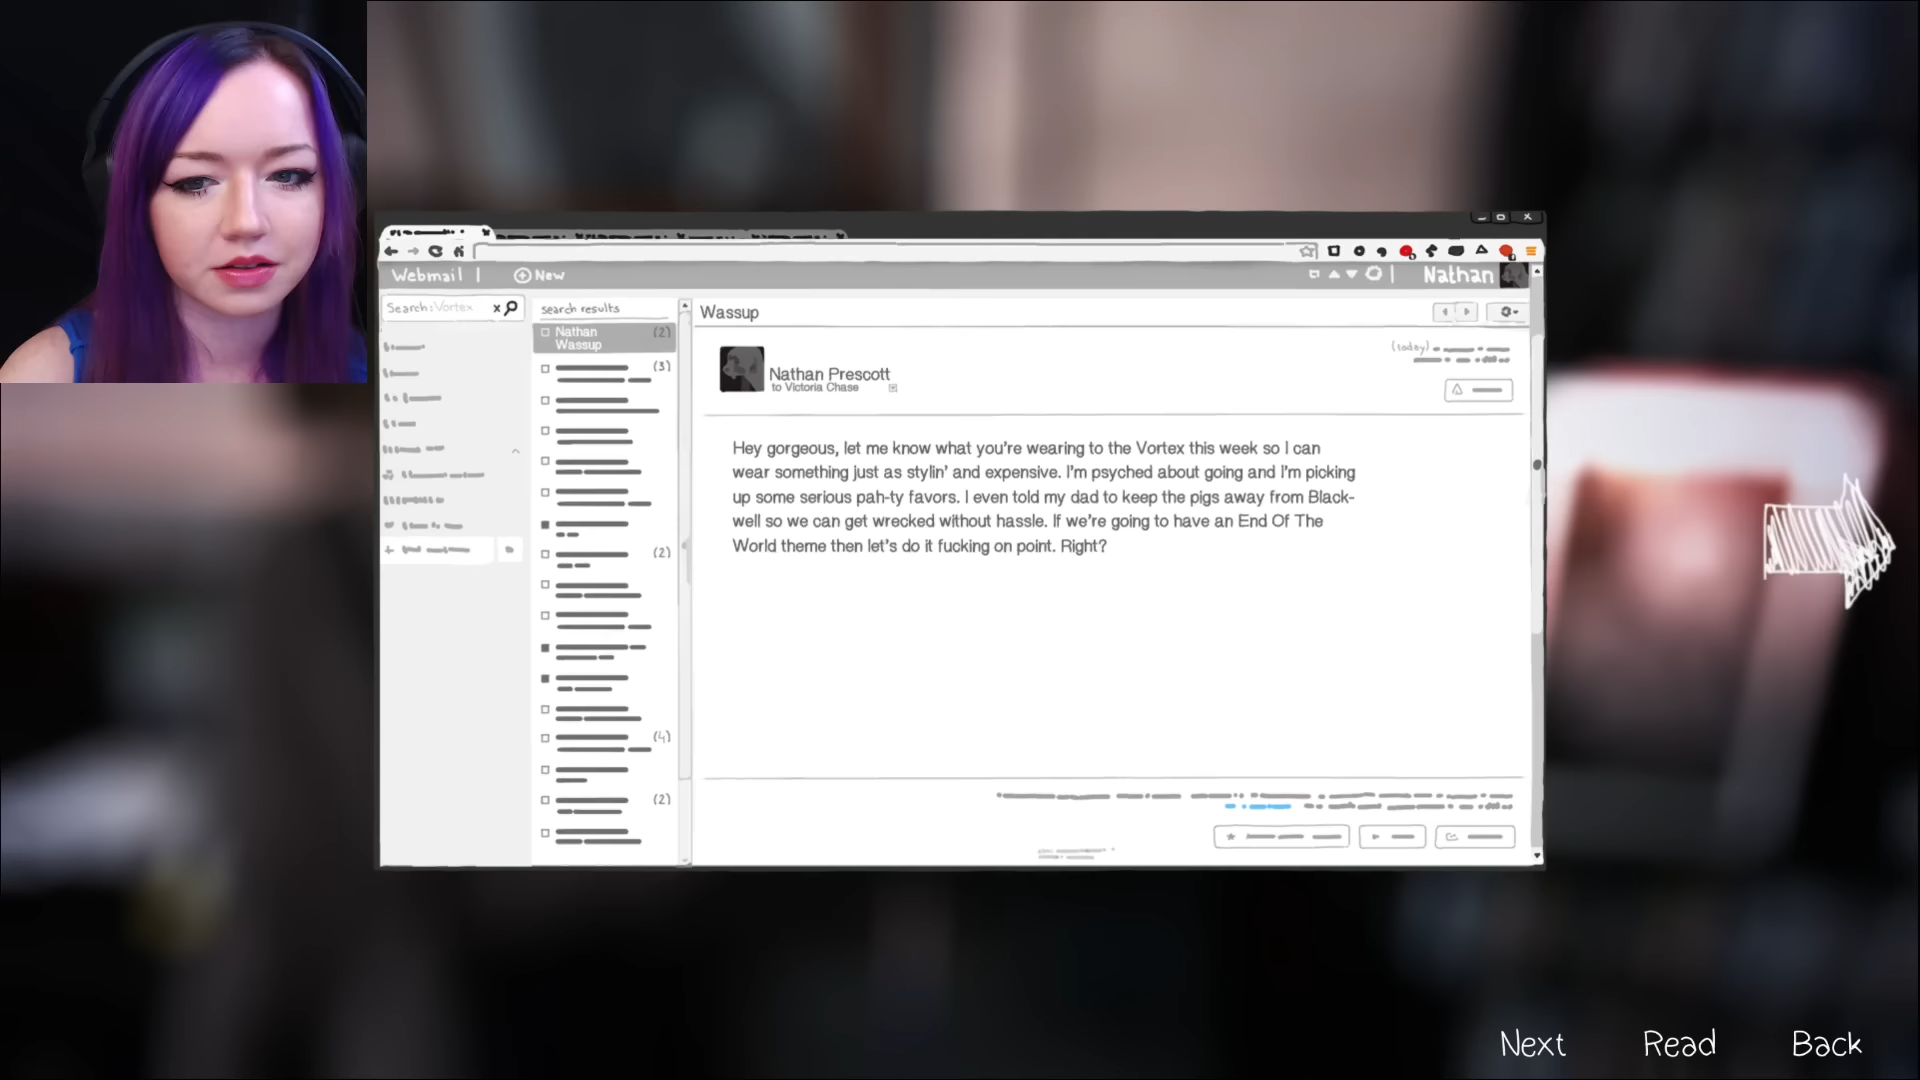 Webmail |
New
Nathan
Search: Vortex x
search results
Nathan (2)
Wassup
(3)
(2)
(4)
(2)
Wassup
(today)
Nathan Prescott
to Victoria Chase
Hey gorgeous, let me know what you're wearing to the Vortex this week so I can
wear something just as stylin' and expensive. I'm psyched about going and I'm picking
up some serious pah-ty favors. I even told my dad to keep the pigs away from Black-
well so we can get wrecked without hassle. If we're going to have an End Of The
World theme then let's do it fucking on point. Right?
Next Read Back